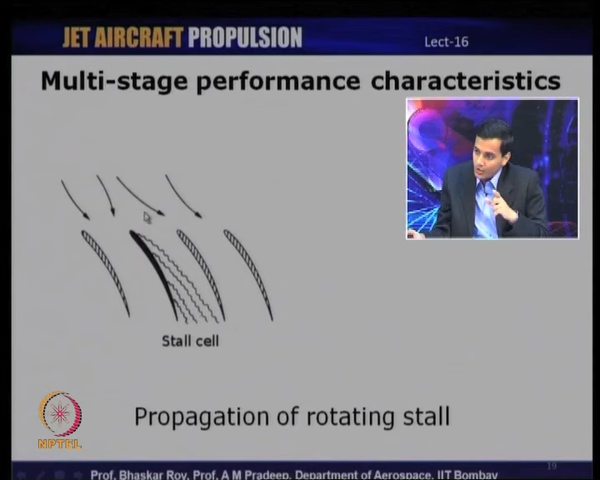 JET AIRCRAFT PROPULSION
Lect-16
Multi-stage performance characteristics
Stall cell
Propagation of rotating stall
NPTEL
19
Prof. Bhaskar Roy, Prof. A M Pradeep, Department of Aerospace, IIT Bombay